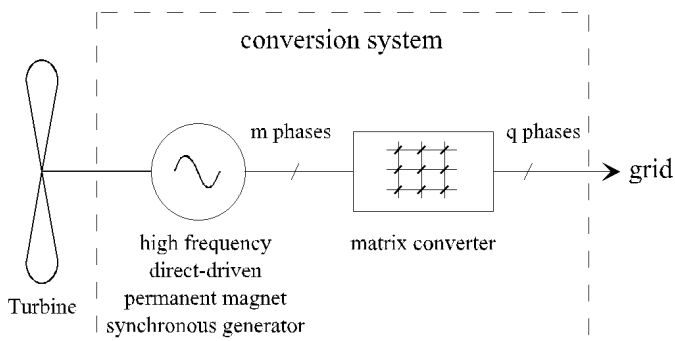 conversion system
m phases
q phases
grid
high frequency
direct-driven
permanent magnet
synchronous generator
matrix converter
Turbine